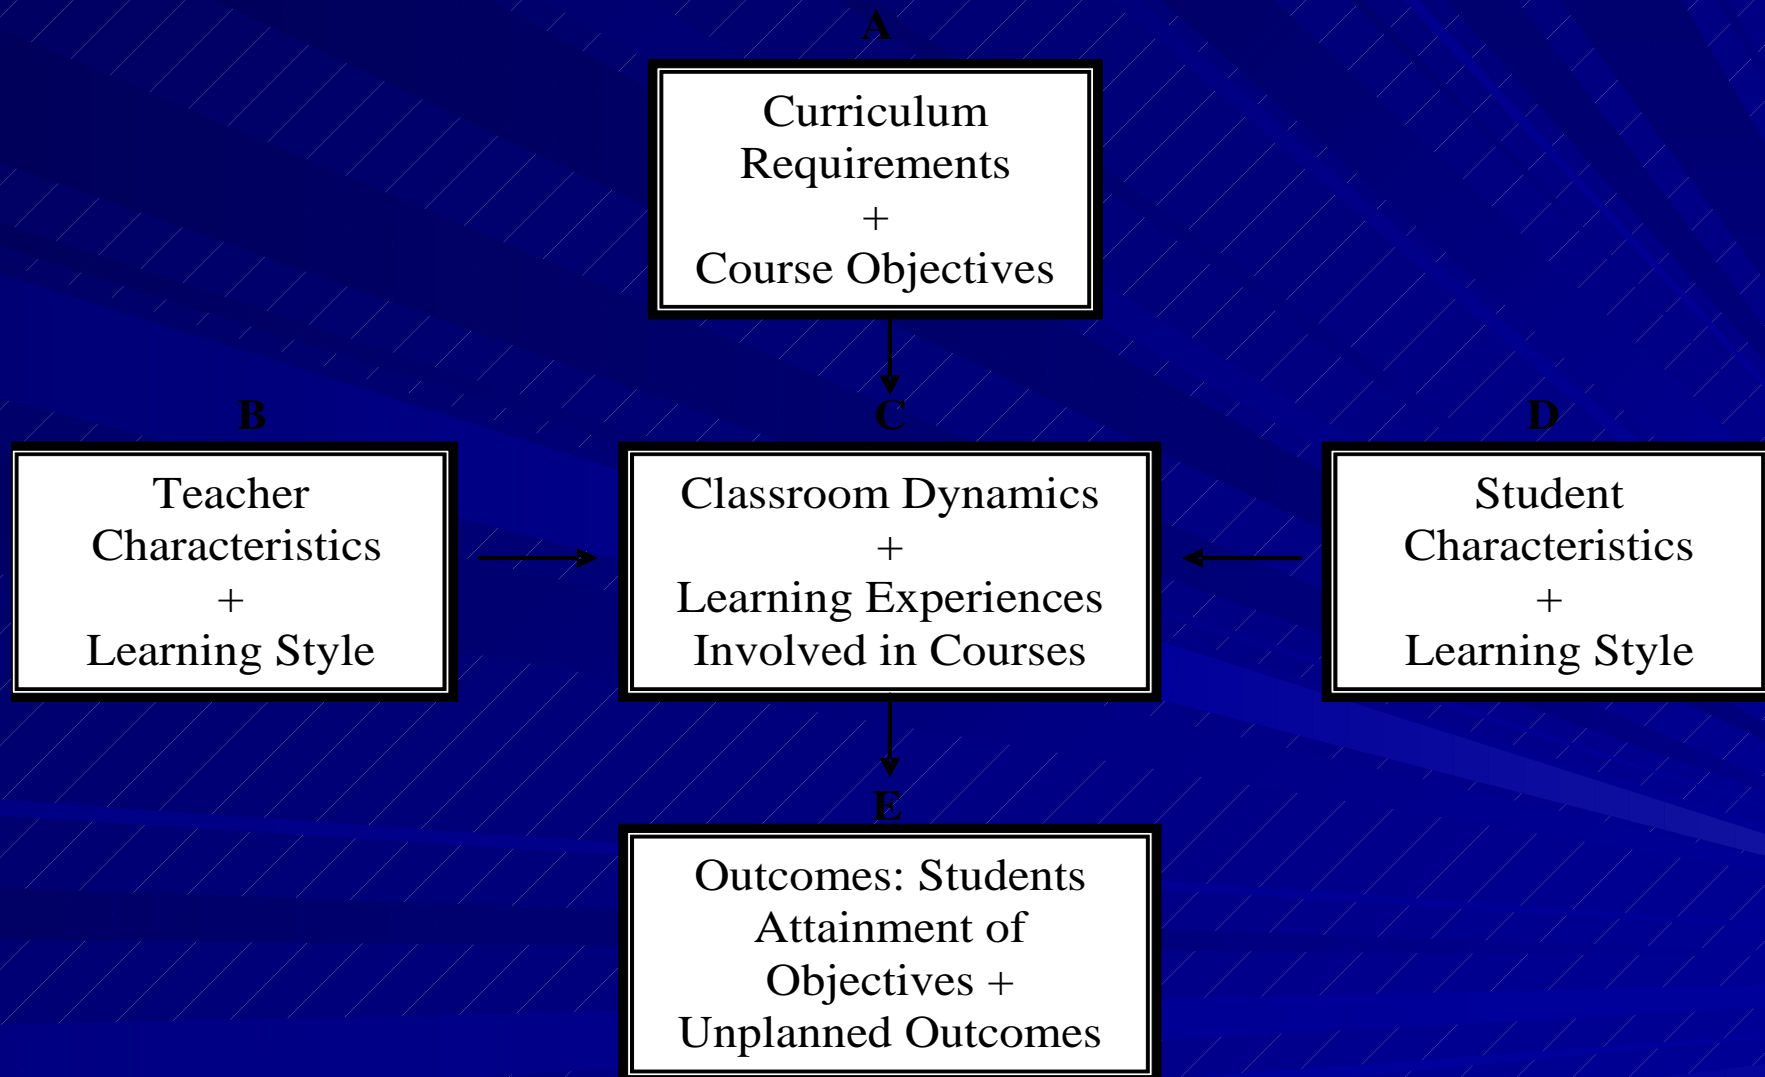 A
Curriculum
Requirements
+
Course Objectives
B
Teacher
Characteristics
+
Learning Style
C
Classroom Dynamics
+
Learning Experiences
Involved in Courses
D
Student
Characteristics
+
Learning Style
E
Outcomes: Students
Attainment of
Objectives +
Unplanned Outcomes